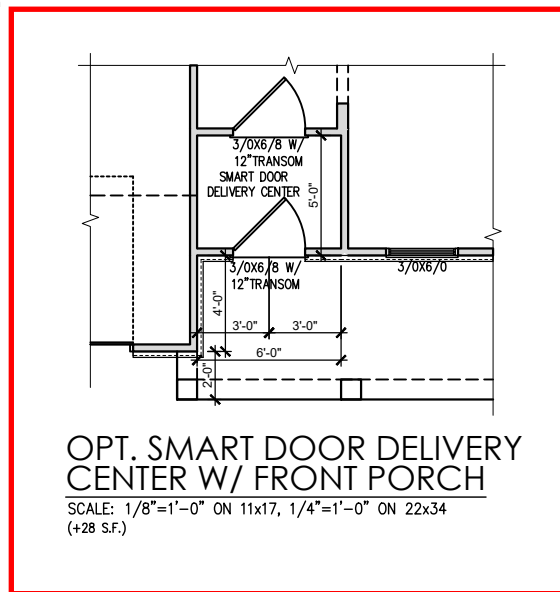 3/0X6/8 W/
12"TRANSOM
SMART DOOR
DELIVERY CENTER
5'-0"
3/0X6/8 W/
12"TRANSOM
3/0X6/0
4'-0"
3'-0"
3'-0"
6'-0"
2'-0"
OPT. SMART DOOR DELIVERY
CENTER W/ FRONT PORCH
SCALE: 1/8"=1'-0" ON 11x17, 1/4"=1'-0" ON 22x34
(+28 S.F.)